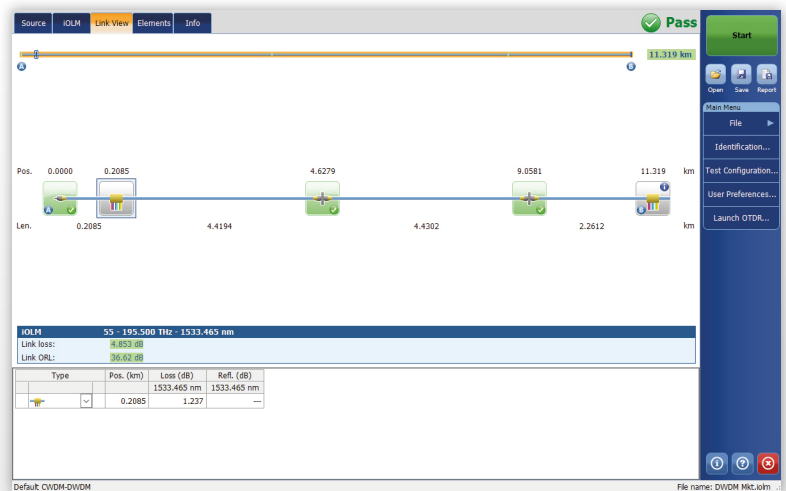 Source iOLM Link View Elements Info Pass
Start
11.319 km
A B
Open Save Report
Main Menu
File
Identification...
Test Configuration...
User Preferences...
Launch OTDR...
Pos. 0.0000 0.2085 4.6279 9.0581 11.319 km
A B
Len. 0.2085 4.4194 4.4302 2.2612 km
iOLM 55 - 195.500 THz - 1533.465 nm
Link loss: 4.853 dB
Link ORL: 36.62 dB
Type Pos. (km) Loss (dB) Refl. (dB)
1533.465 nm 1533.465 nm
0.2085 1.237 ---
Default CWDM-DWDM File name: DWDM Mkt.iolm